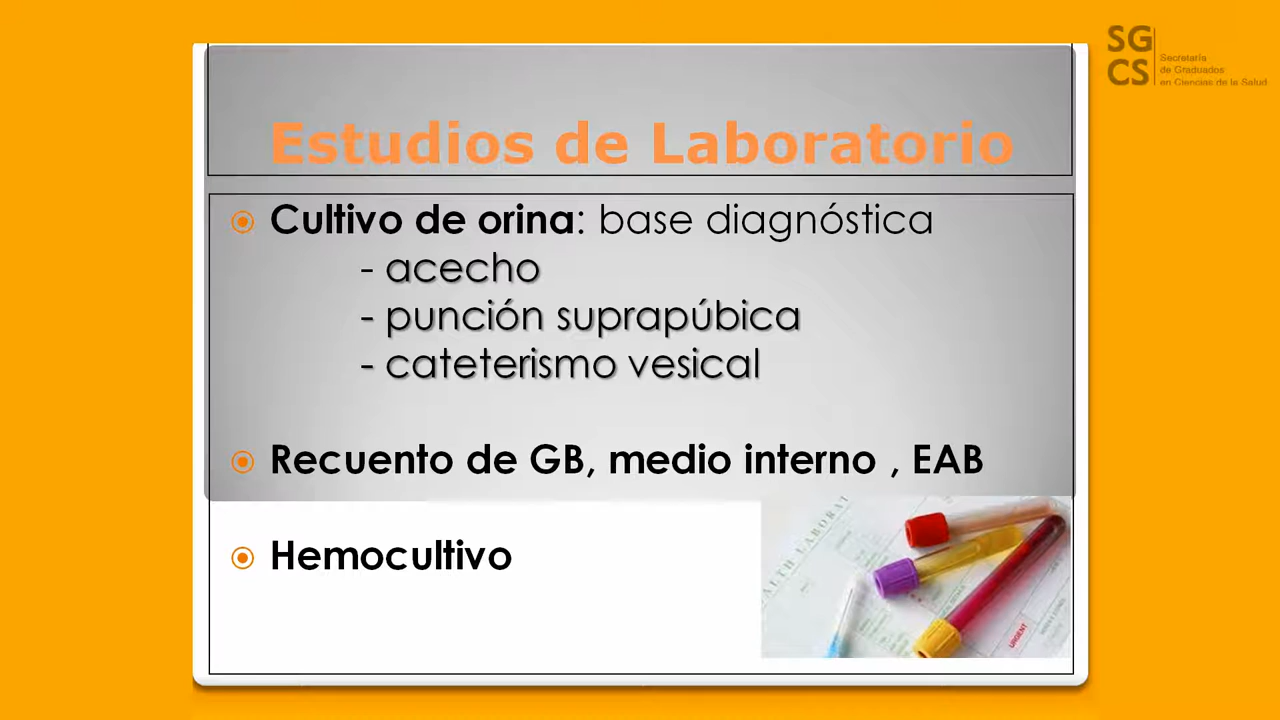 SG
CS
Secretaría
de Graduados
en Ciencias de la Salud
Estudios de Laboratorio
Cultivo de orina: base diagnóstica
- acecho
- punción suprapúbica
- cateterismo vesical
Recuento de GB, medio interno , EAB
Hemocultivo
URGENT